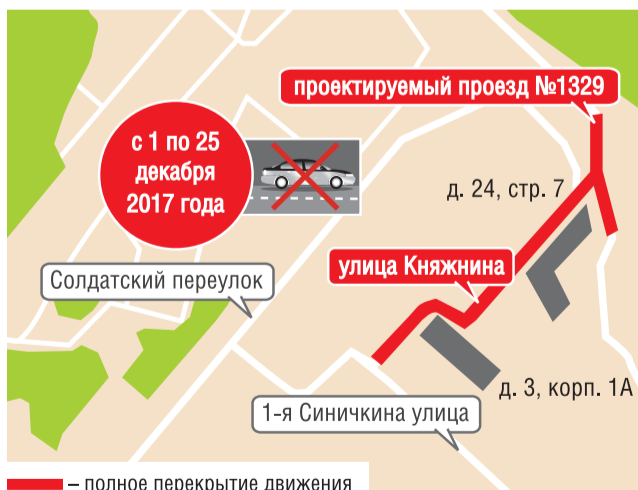 проектируемый проезд №1329
с 1 по 25
декабря
2017 года
д. 24, стр. 7
улица Княжнина
Солдатский переулок
д. 3, корп. 1А
1-я Синичкина улица
– полное перекрытие движения